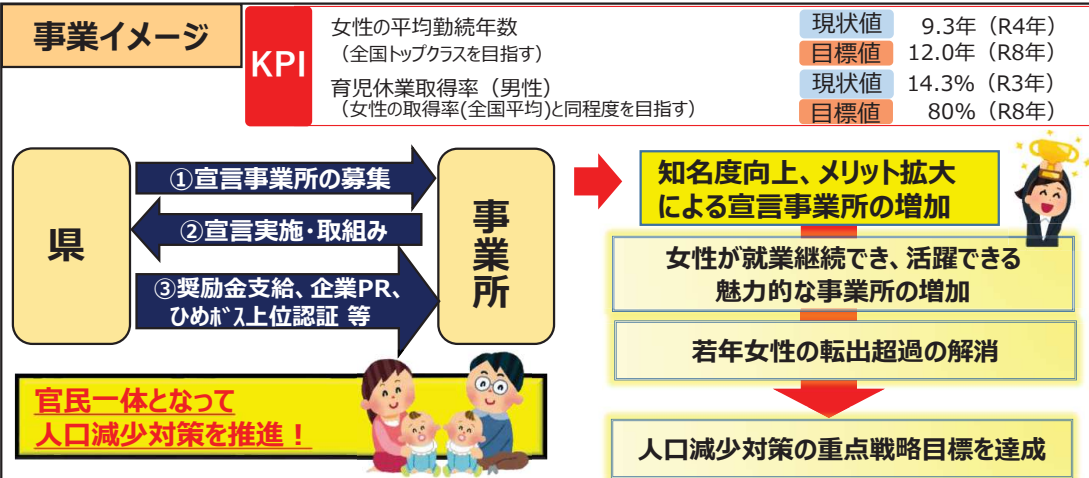 事業イメージ
KPI
女性の平均勤続年数
（全国トップクラスを目指す）
現状値 9.3年（R4年）
目標値 12.0年（R8年）
育児休業取得率（男性）
（女性の取得率(全国平均)と同程度を目指す）
現状値 14.3%（R3年）
目標値 80%（R8年）
県
①宣言事業所の募集
②宣言実施・取組み
③奨励金支給、企業PR、
ひめボス上位認証 等
事業所
官民一体となって
人口減少対策を推進！
知名度向上、メリット拡大
による宣言事業所の増加
女性が就業継続でき、活躍できる
魅力的な事業所の増加
若年女性の転出超過の解消
人口減少対策の重点戦略目標を達成